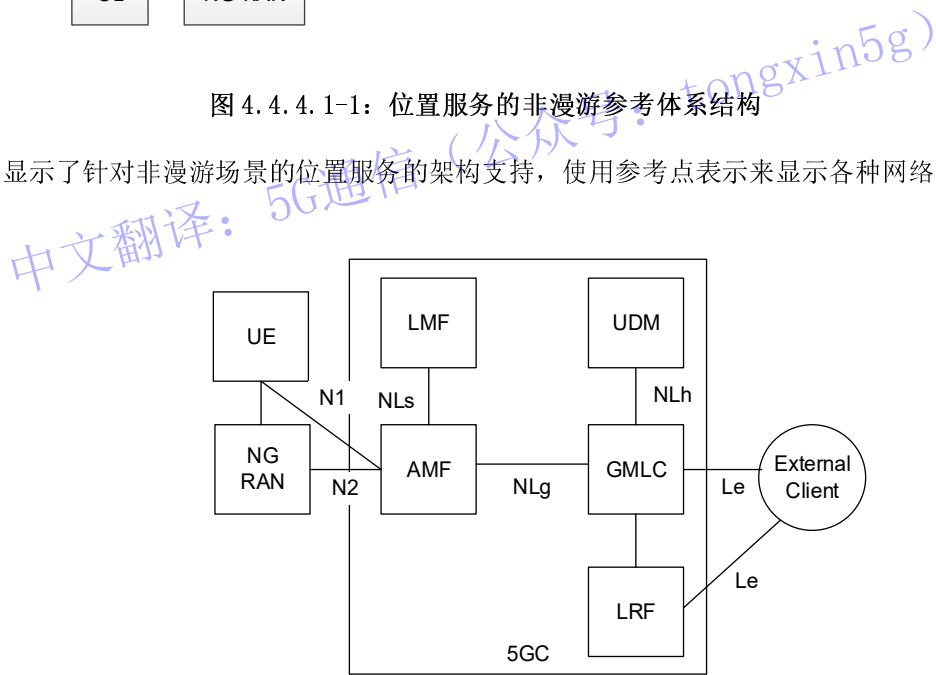 图 4.4.4.1-1：位置服务的非漫游参考体系结构
显示了针对非漫游场景的位置服务的架构支持，使用参考点表示来显示各种网络
中文翻译：5G通信（公众号：tongxin5g）
LMF
UDM
UE
N1
NLs
NLh
NG
RAN
N2
AMF
NLg
GMLC
Le
External
Client
Le
LRF
5GC